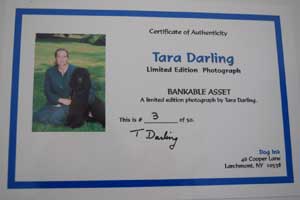 Certificate of Authenticity
Tara Darling
Limited Edition Photograph
BANKABLE ASSET
A limited edition photograph by Tara Darling.
This is # 3 of 50.
T Darling
Dog Ink
40 Cooper Lane
Larchmont, NY 10538